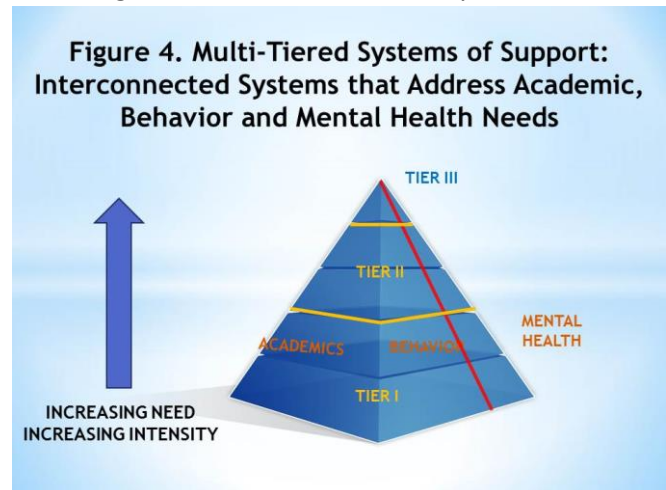 Figure 4. Multi-Tiered Systems of Support:
Interconnected Systems that Address Academic,
Behavior and Mental Health Needs
TIER III
TIER II
MENTAL
HEALTH
ACADEMICS
BEHAVIOR
TIER I
INCREASING NEED
INCREASING INTENSITY